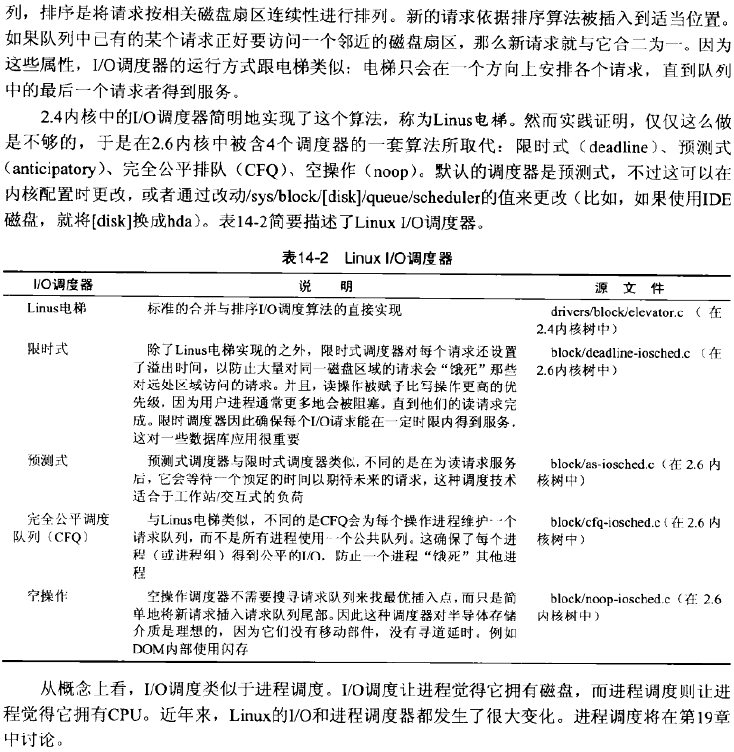 列，排序是将请求按相关磁盘扇区连续性进行排列。新的请求依据排序算法被插入到适当位置。
如果队列中已有的某个请求正好要访问一个邻近的磁盘扇区，那么新请求就与它合二为一。因为
这些属性，I/O调度器的运行方式跟电梯类似：电梯只会在一个方向上安排各个请求，直到队列
中的最后一个请求者得到服务。
2.4内核中的I/O调度器简明地实现了这个算法，称为Linus电梯。然而实践证明，仅仅这么做
是不够的，于是在2.6内核中被含4个调度器的一套算法所取代：限时式（deadline）、预测式
（anticipatory）、完全公平排队（CFQ）、空操作（noop）。默认的调度器是预测式，不过这可以在
内核配置时更改，或者通过改动/sys/block/[disk]/queue/scheduler的值来更改（比如，如果使用IDE
磁盘，就将[disk]换成hda）。表14-2简要描述了Linux I/O调度器。
表14-2 Linux I/O调度器
I/O调度器 说 明 源 文 件
Linus电梯 标准的合并与排序I/O调度算法的直接实现 drivers/block/elevator.c （ 在
2.4内核树中）
限时式 除了Linus电梯实现的之外，限时式调度器对每个请求还设置 block/deadline-iosched.c （在
了溢出时间，以防止大量对同一磁盘区域的请求会“饿死”那些 2.6内核树中）
对远处区域访问的请求。并且，读操作被赋予比写操作更高的优
先级，因为用户进程通常更多地会被阻塞，直到他们的读请求完
成。限时调度器因此确保每个I/O请求能在一定时限内得到服务，
这对一些数据库应用很重要
预测式 预测式调度器与限时式调度器类似，不同的是在为读请求服务 block/as-iosched.c（在 2.6 内
后，它会等待一个预定的时间以期待未来的请求，这种调度技术 核树中）
适合于工作站/交互式的负荷
完全公平调度 与Linus电梯类似，不同的是CFQ会为每个操作进程维护一个 block/cfq-iosched.c（在 2.6 内
队列（CFQ） 请求队列，而不是所有进程使用一个公共队列。这确保了每个进 核树中）
程（或进程组）得到公平的I/O，防止一个进程“饿死”其他进
程
空操作 空操作调度器不需要搜寻请求队列来找最优插入点，而只是简 block/noop-iosched.c（在 2.6
单地将新请求插入请求队列尾部。因此这种调度器对半导体存储 内核树中）
介质是理想的，因为它们没有移动部件，没有寻道延时。例如
DOM内部使用闪存
从概念上看，I/O调度类似于进程调度。I/O调度让进程觉得它拥有磁盘，而进程调度则让进
程觉得它拥有CPU。近年来，Linux的I/O和进程调度器都发生了很大变化。进程调度将在第19章
中讨论。